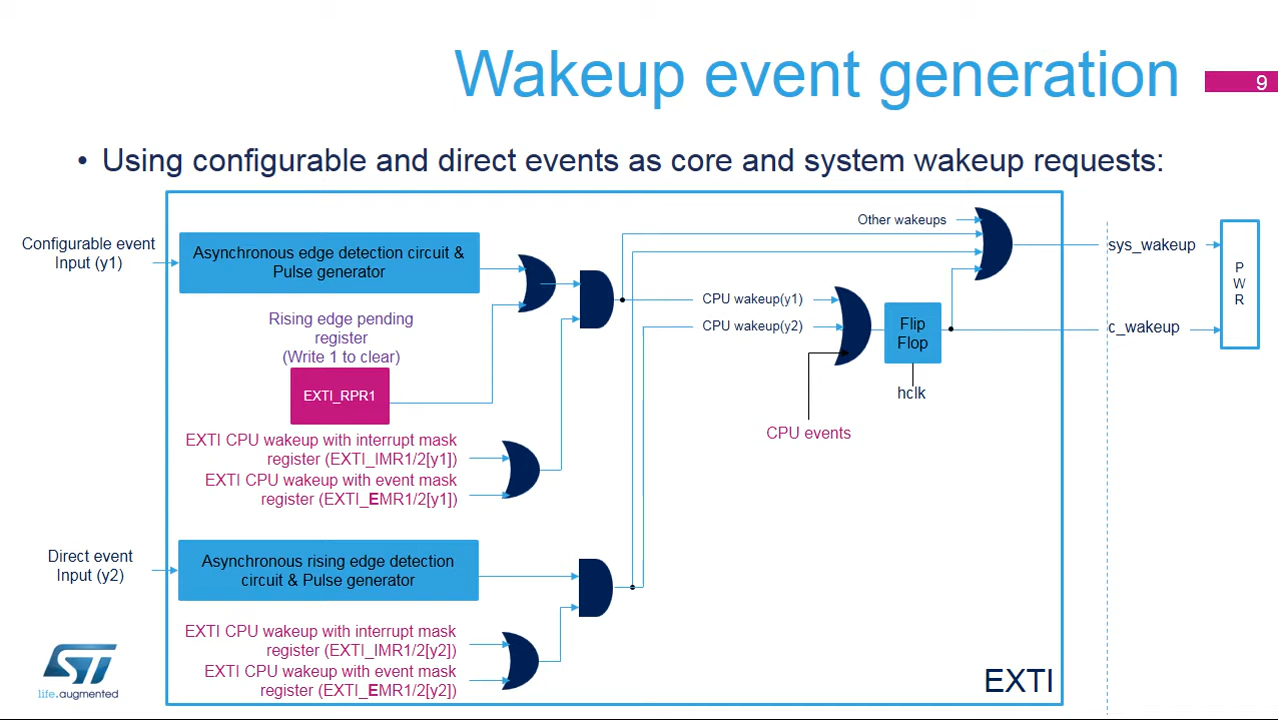 Wakeup event generation
9
• Using configurable and direct events as core and system wakeup requests:
Configurable event
Input (y1)
Asynchronous edge detection circuit &
Pulse generator
Other wakeups
sys_wakeup
P
W
R
CPU wakeup(y1)
CPU wakeup(y2)
Flip
Flop
c_wakeup
hclk
CPU events
Rising edge pending
register
(Write 1 to clear)
EXTI_RPR1
EXTI CPU wakeup with interrupt mask
register (EXTI_IMR1/2[y1])
EXTI CPU wakeup with event mask
register (EXTI_EMR1/2[y1])
Direct event
Input (y2)
Asynchronous rising edge detection
circuit & Pulse generator
EXTI CPU wakeup with interrupt mask
register (EXTI_IMR1/2[y2])
EXTI CPU wakeup with event mask
register (EXTI_EMR1/2[y2])
EXTI
ST
life.augmented